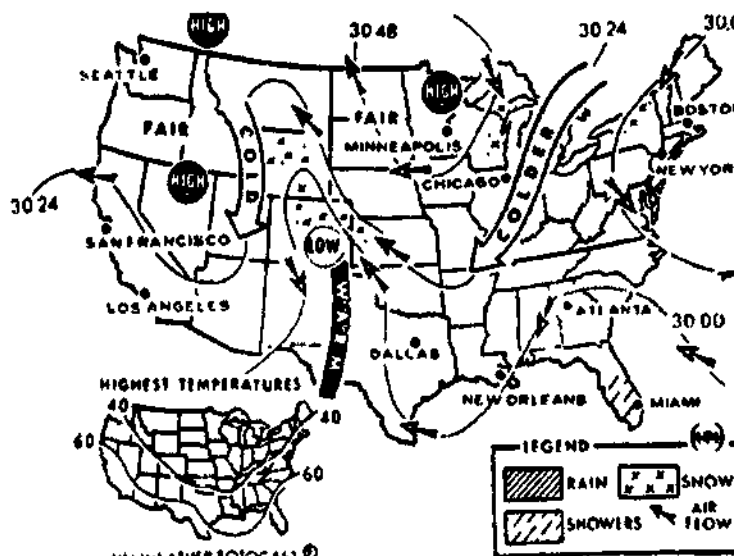 HIGH
30.48
30.24
SEATTLE
HIGH
BOSTON
FAIR
FAIR
MINNEAPOLIS
COLD
COLDER
CHICAGO
NEW YORK
HIGH
30.24
SAN FRANCISCO
LOW
LOS ANGELES
WARM
ATLANTA
30.00
DALLAS
HIGHEST TEMPERATURES
NEW ORLEANS
MIAMI
40
40
60
60
LEGEND
RAIN
SNOW
SHOWERS
AIR
FLOW